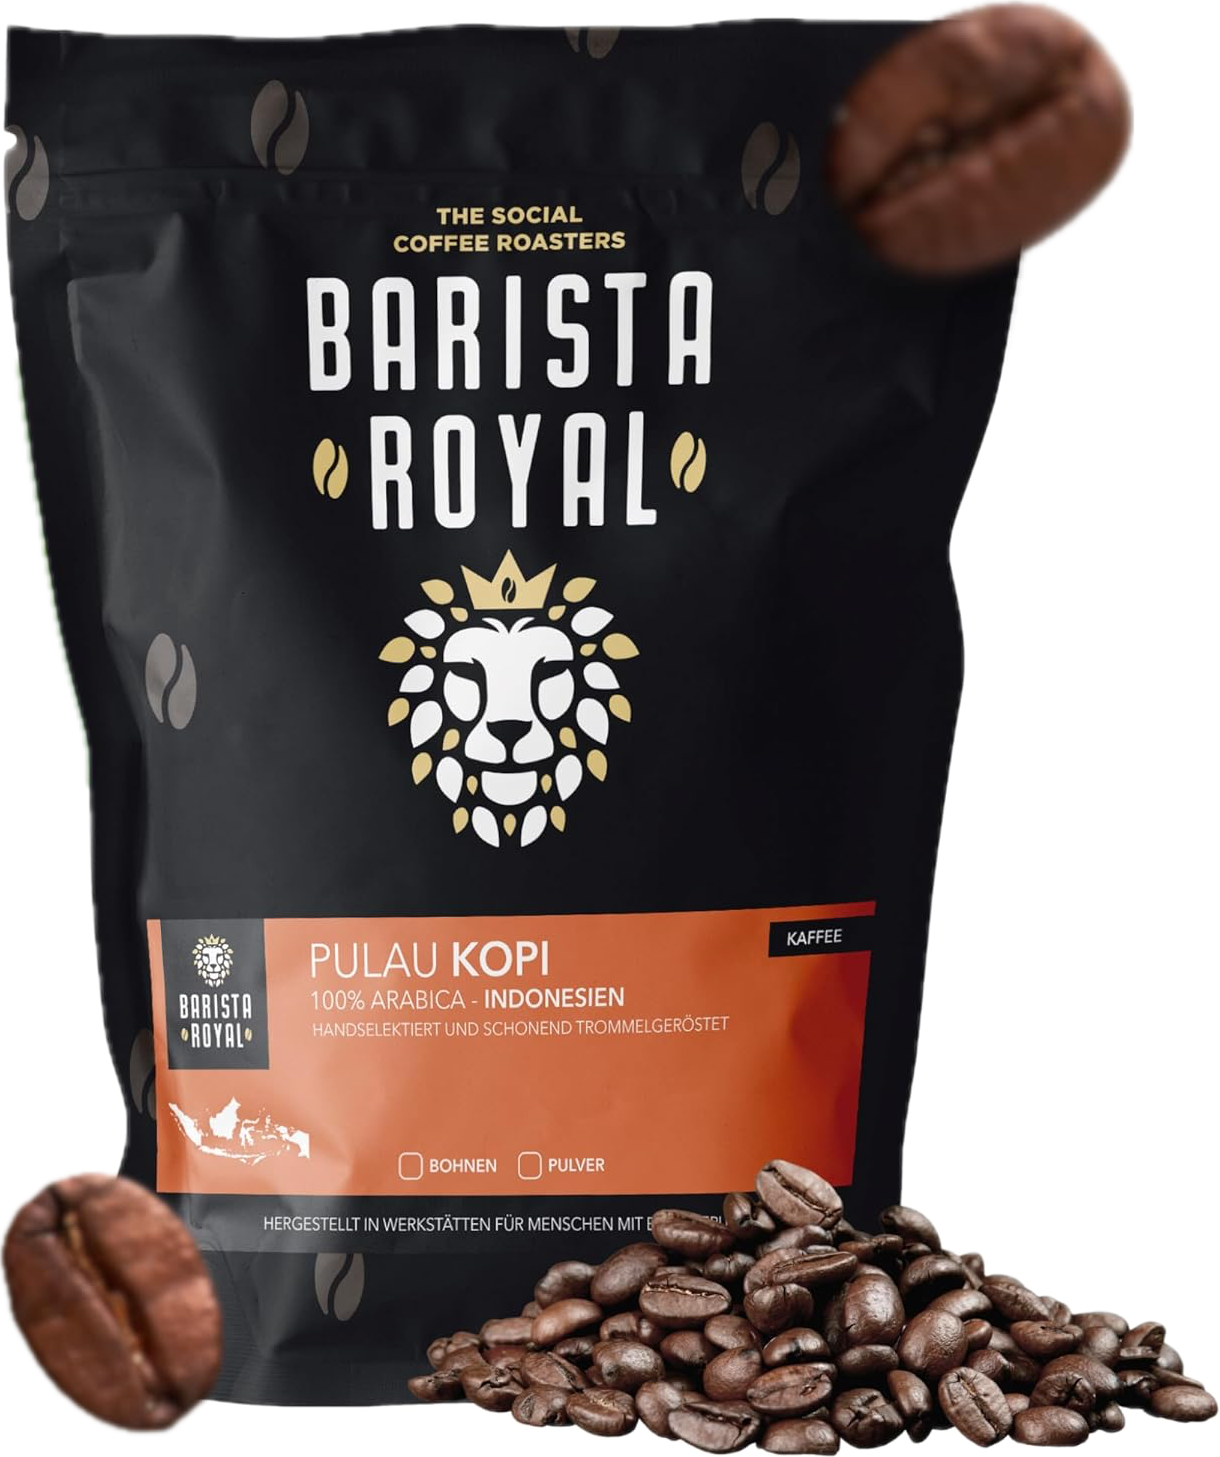 THE SOCIAL
COFFEE ROASTERS
BARISTA
ROYAL
KAFFEE
BARISTA
ROYAL
PULAU KOPI
100% ARABICA - INDONESIEN
HANDSELEKTIERT UND SCHONEND TROMMELGERÖSTET
BOHNEN PULVER
HERGESTELLT IN WERKSTÄTTEN FÜR MENSCHEN MIT